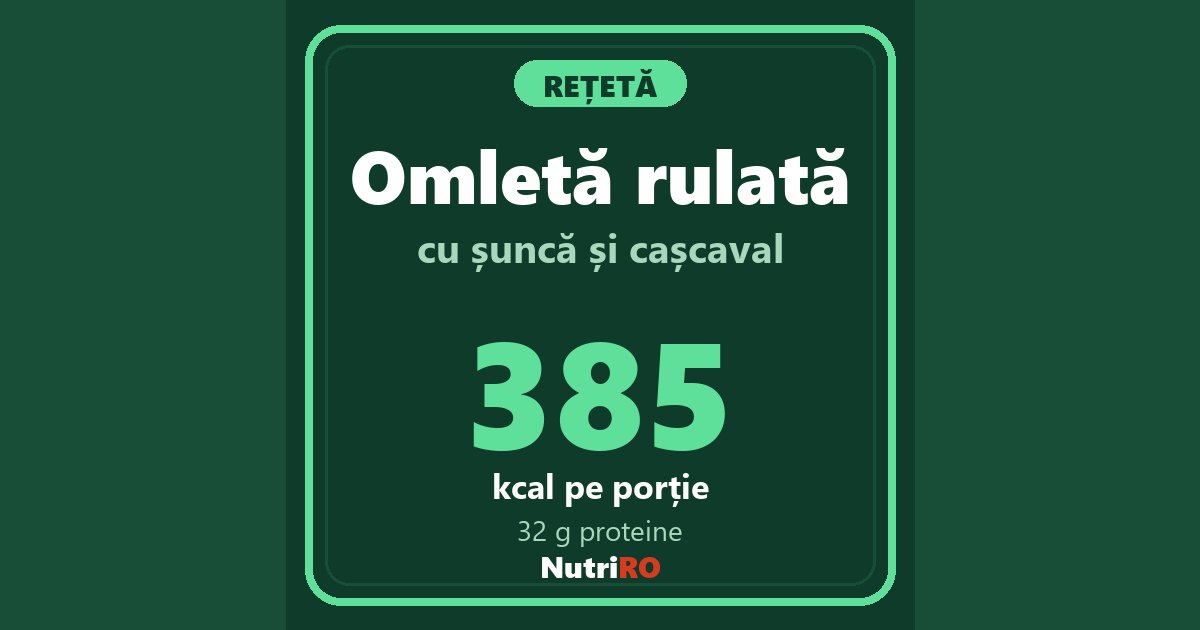 REȚETĂ
Omletă rulată
cu șuncă și cașcaval
385
kcal pe porție
32 g proteine
NutriRO